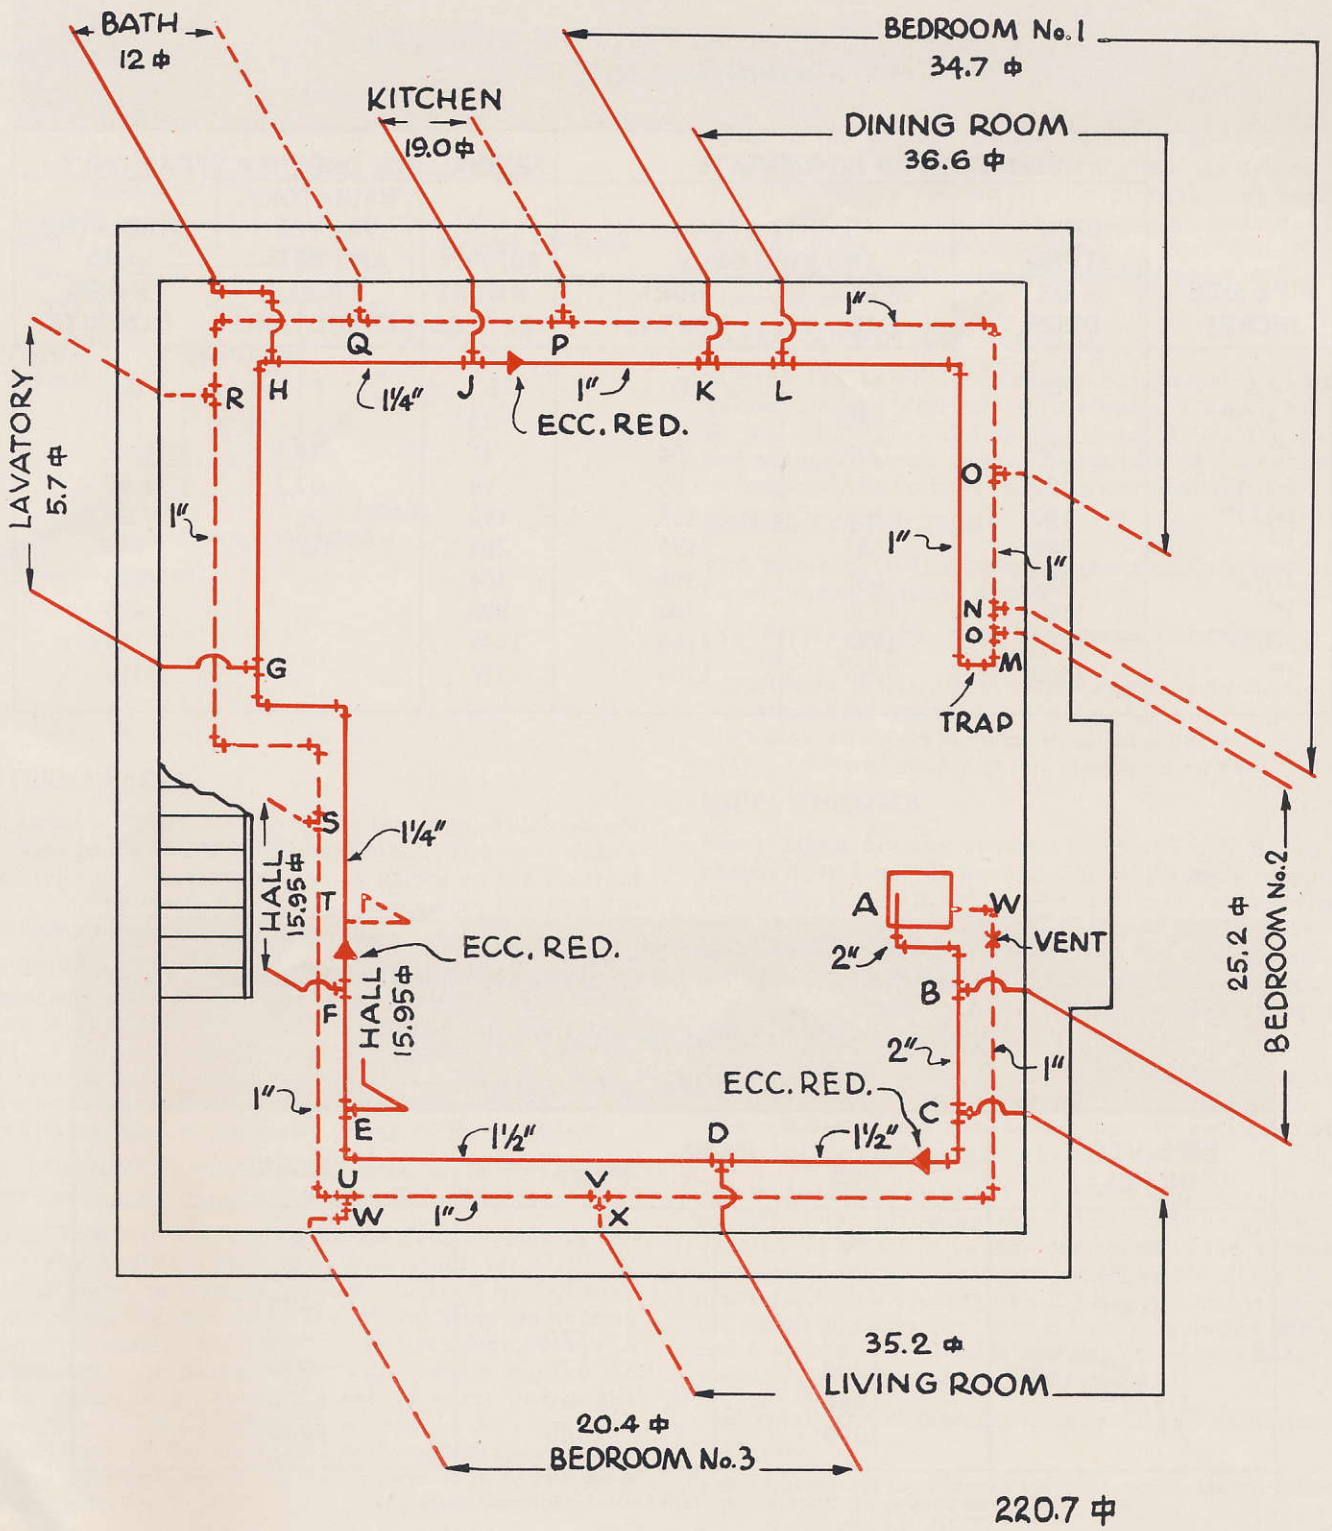 BATH
12 ⏀
BEDROOM No.1
34.7 ⏀
KITCHEN
19.0 ⏀
DINING ROOM
36.6 ⏀
1"
Q
P
LAVATORY
5.7 ⏀
R
H
1¼"
J
1"
K
L
ECC. RED.
O
1"
1"
1"
N
O
M
G
TRAP
S
1¼"
HALL
15.95 ⏀
T
A
W
ECC. RED.
VENT
2"
BEDROOM No.2
25.2 ⏀
B
F
HALL
15.95 ⏀
2"
1"
ECC. RED.
1"
C
E
1½"
D
1½"
U
V
W
1"
X
35.2 ⏀
LIVING ROOM
20.4 ⏀
BEDROOM No.3
220.7 ⏀